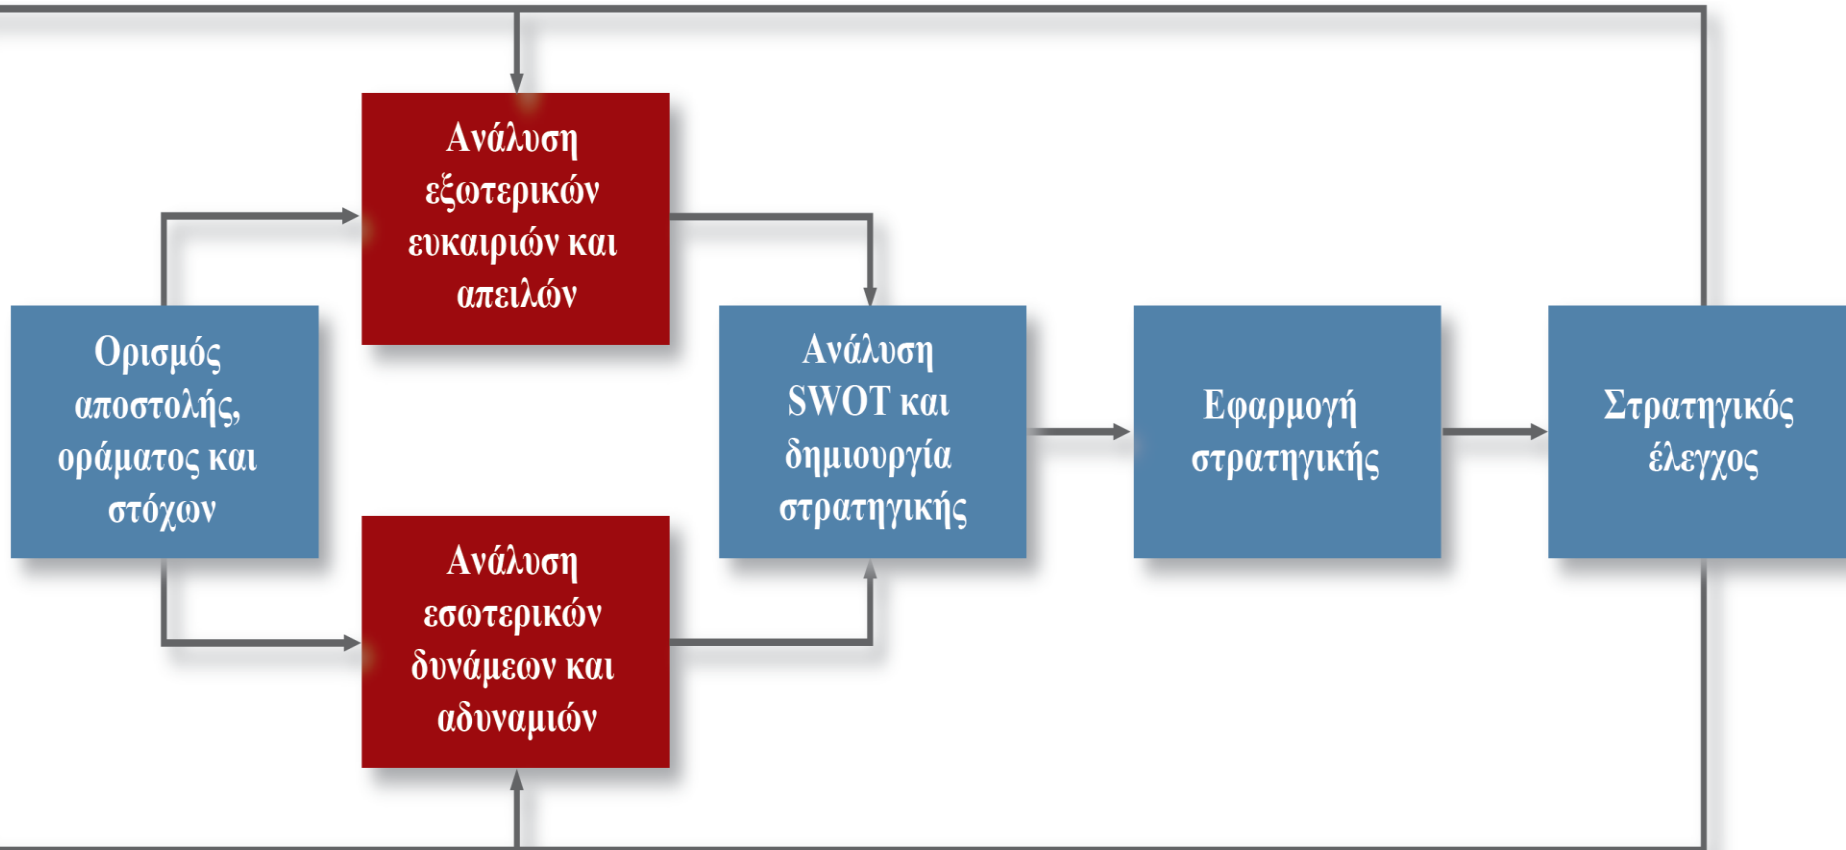 Ανάλυση
εξωτερικών
ευκαιριών και
απειλών
Ορισμός
αποστολής,
οράματος και
στόχων
Ανάλυση
εσωτερικών
δυνάμεων και
αδυναμιών
Ανάλυση
SWOT και
δημιουργία
στρατηγικής
Εφαρμογή
στρατηγικής
Στρατηγικός
έλεγχος